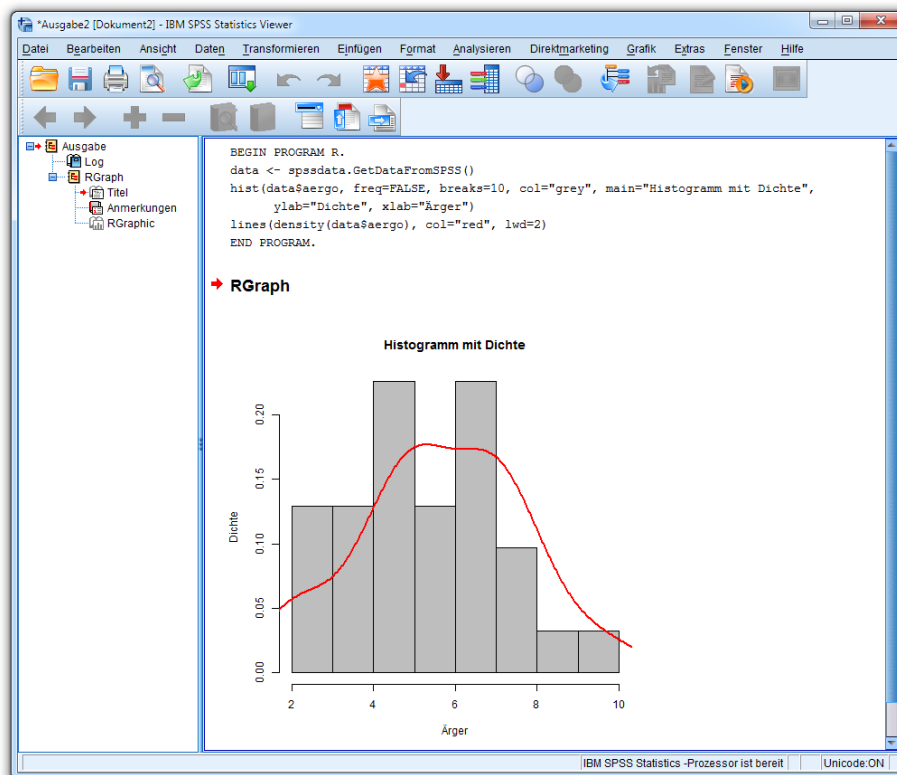 *Ausgabe2 [Dokument2] - IBM SPSS Statistics Viewer
Datei Bearbeiten Ansicht Daten Transformieren Einfügen Format Analysieren Direktmarketing Grafik Extras Fenster Hilfe
Ausgabe
Log
RGraph
Titel
Anmerkungen
RGraphic
BEGIN PROGRAM R.
data <- spssdata.GetDataFromSPSS()
hist(data$aergo, freq=FALSE, breaks=10, col="grey", main="Histogramm mit Dichte",
ylab="Dichte", xlab="Ärger")
lines(density(data$aergo), col="red", lwd=2)
END PROGRAM.
RGraph
Histogramm mit Dichte
Dichte
0.20
0.15
0.10
0.05
0.00
2 4 6 8 10
Ärger
IBM SPSS Statistics -Prozessor ist bereit Unicode:ON